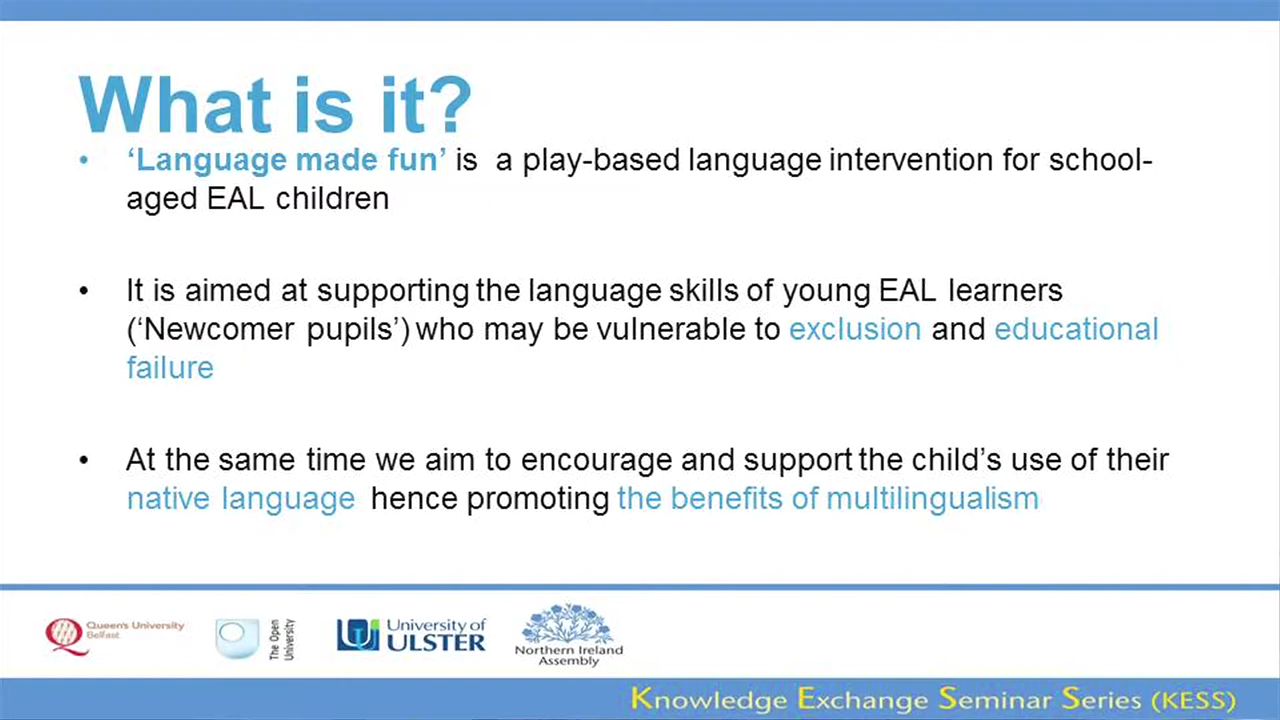 What is it?
• ‘Language made fun’ is a play-based language intervention for school-
aged EAL children
• It is aimed at supporting the language skills of young EAL learners
(‘Newcomer pupils’) who may be vulnerable to exclusion and educational
failure
• At the same time we aim to encourage and support the child’s use of their
native language hence promoting the benefits of multilingualism
Queen's University
Belfast
The Open
University
University of
ULSTER
Northern Ireland
Assembly
Knowledge Exchange Seminar Series (KESS)